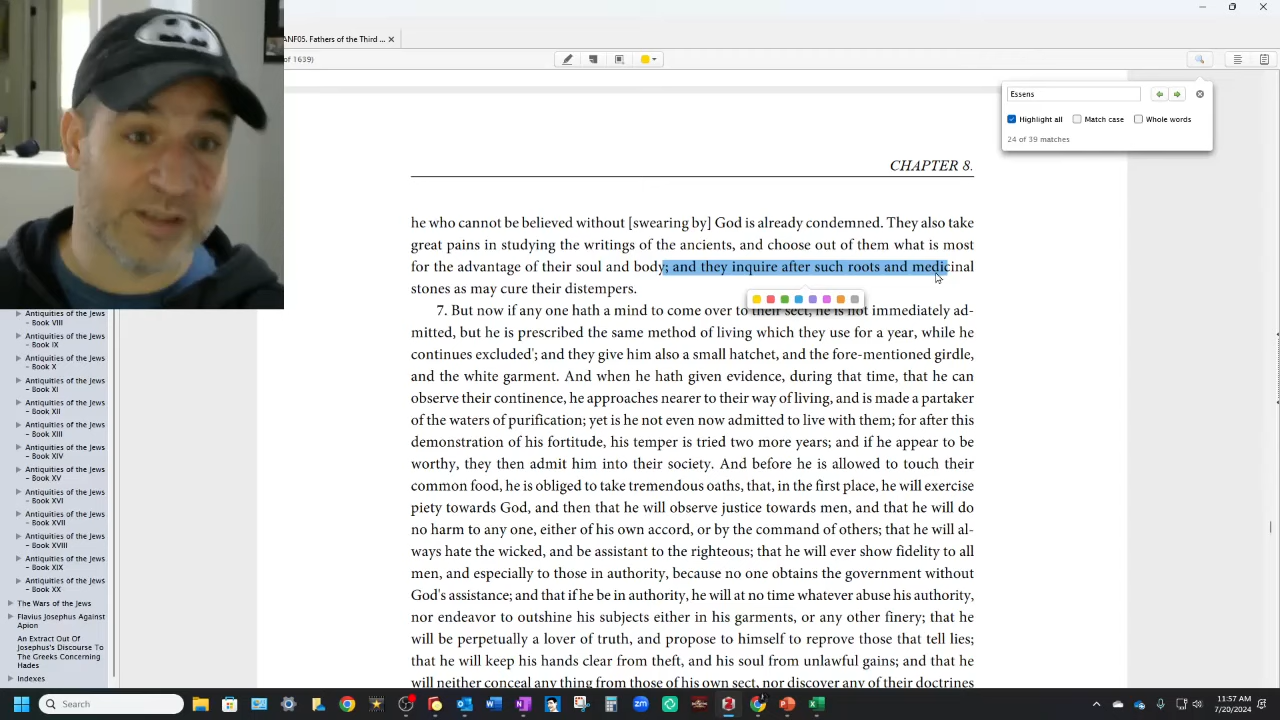 ANF05. Fathers of the Third ... ×
of 1639)
Essens
Highlight all Match case Whole words
24 of 39 matches
CHAPTER 8.
he who cannot be believed without [swearing by] God is already condemned. They also take
great pains in studying the writings of the ancients, and choose out of them what is most
for the advantage of their soul and body; and they inquire after such roots and medicinal
stones as may cure their distempers.
7. But now if any one hath a mind to come over to their sect, he is not immediately ad-
mitted, but he is prescribed the same method of living which they use for a year, while he
continues excluded'; and they give him also a small hatchet, and the fore-mentioned girdle,
and the white garment. And when he hath given evidence, during that time, that he can
observe their continence, he approaches nearer to their way of living, and is made a partaker
of the waters of purification; yet is he not even now admitted to live with them; for after this
demonstration of his fortitude, his temper is tried two more years; and if he appear to be
worthy, they then admit him into their society. And before he is allowed to touch their
common food, he is obliged to take tremendous oaths, that, in the first place, he will exercise
piety towards God, and then that he will observe justice towards men, and that he will do
no harm to any one, either of his own accord, or by the command of others; that he will al-
ways hate the wicked, and be assistant to the righteous; that he will ever show fidelity to all
men, and especially to those in authority, because no one obtains the government without
God's assistance; and that if he be in authority, he will at no time whatever abuse his authority,
nor endeavor to outshine his subjects either in his garments, or any other finery; that he
will be perpetually a lover of truth, and propose to himself to reprove those that tell lies;
that he will keep his hands clear from theft, and his soul from unlawful gains; and that he
will neither conceal any thing from those of his own sect, nor discover any of their doctrines
Antiquities of the Jews
– Book VIII
Antiquities of the Jews
– Book IX
Antiquities of the Jews
– Book X
Antiquities of the Jews
– Book XI
Antiquities of the Jews
– Book XII
Antiquities of the Jews
– Book XIII
Antiquities of the Jews
– Book XIV
Antiquities of the Jews
– Book XV
Antiquities of the Jews
– Book XVI
Antiquities of the Jews
– Book XVII
Antiquities of the Jews
– Book XVIII
Antiquities of the Jews
– Book XIX
Antiquities of the Jews
– Book XX
The Wars of the Jews
Flavius Josephus Against
Apion
An Extract Out Of
Josephus's Discourse To
The Greeks Concerning
Hades
Indexes
Search
zm
11:57 AM
7/20/2024